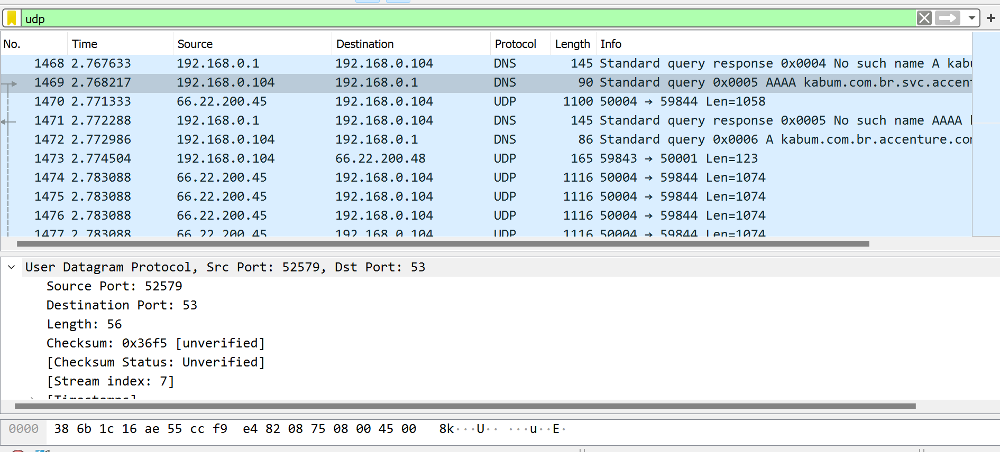 udp
No. Time Source Destination Protocol Length Info
1468 2.767633 192.168.0.1 192.168.0.104 DNS 145 Standard query response 0x0004 No such name A kabu
1469 2.768217 192.168.0.104 192.168.0.1 DNS 90 Standard query 0x0005 AAAA kabum.com.br.svc.accent
1470 2.771333 66.22.200.45 192.168.0.104 UDP 1100 50004 → 59844 Len=1058
1471 2.772288 192.168.0.1 192.168.0.104 DNS 145 Standard query response 0x0005 No such name AAAA
1472 2.772986 192.168.0.104 192.168.0.1 DNS 86 Standard query 0x0006 A kabum.com.br.accenture.con
1473 2.774504 192.168.0.104 66.22.200.48 UDP 165 59843 → 50001 Len=123
1474 2.783088 66.22.200.45 192.168.0.104 UDP 1116 50004 → 59844 Len=1074
1475 2.783088 66.22.200.45 192.168.0.104 UDP 1116 50004 → 59844 Len=1074
1476 2.783088 66.22.200.45 192.168.0.104 UDP 1116 50004 → 59844 Len=1074
1477 2.783088 66.22.200.45 192.168.0.104 UDP 1116 50004 → 59844 Len=1074
User Datagram Protocol, Src Port: 52579, Dst Port: 53
Source Port: 52579
Destination Port: 53
Length: 56
Checksum: 0x36f5 [unverified]
[Checksum Status: Unverified]
[Stream index: 7]
[Timestamps]
0000 38 6b 1c 16 ae 55 cc f9 e4 82 08 75 08 00 45 00 8k···U·· ···u··E·